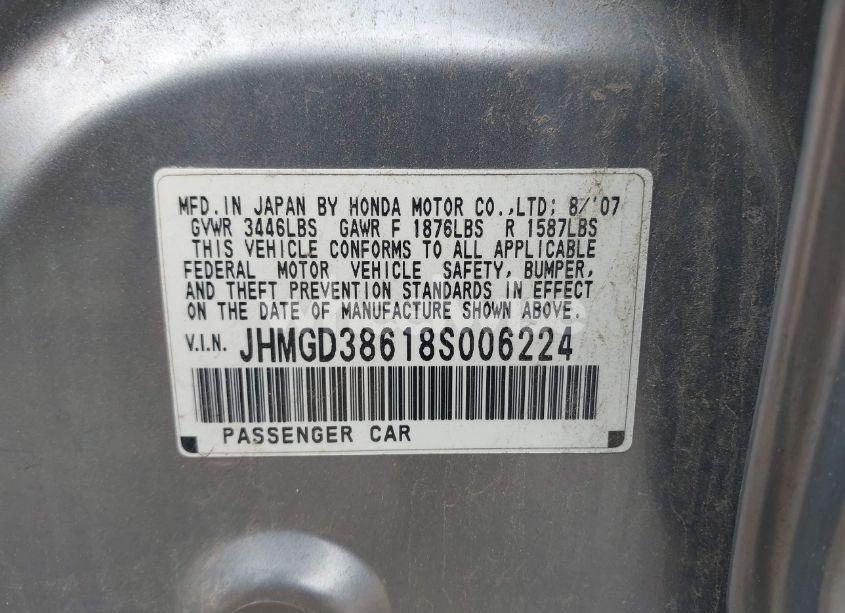 MFD. IN JAPAN BY HONDA MOTOR CO.,LTD; 8/'07
GVWR 3446LBS GAWR F 1876LBS R 1587LBS
THIS VEHICLE CONFORMS TO ALL APPLICABLE
FEDERAL MOTOR VEHICLE SAFETY, BUMPER,
AND THEFT PREVENTION STANDARDS IN EFFECT
ON THE DATE OF MANUFACTURE SHOWN ABOVE.
V.I.N. JHMGD38618S006224
PASSENGER CAR